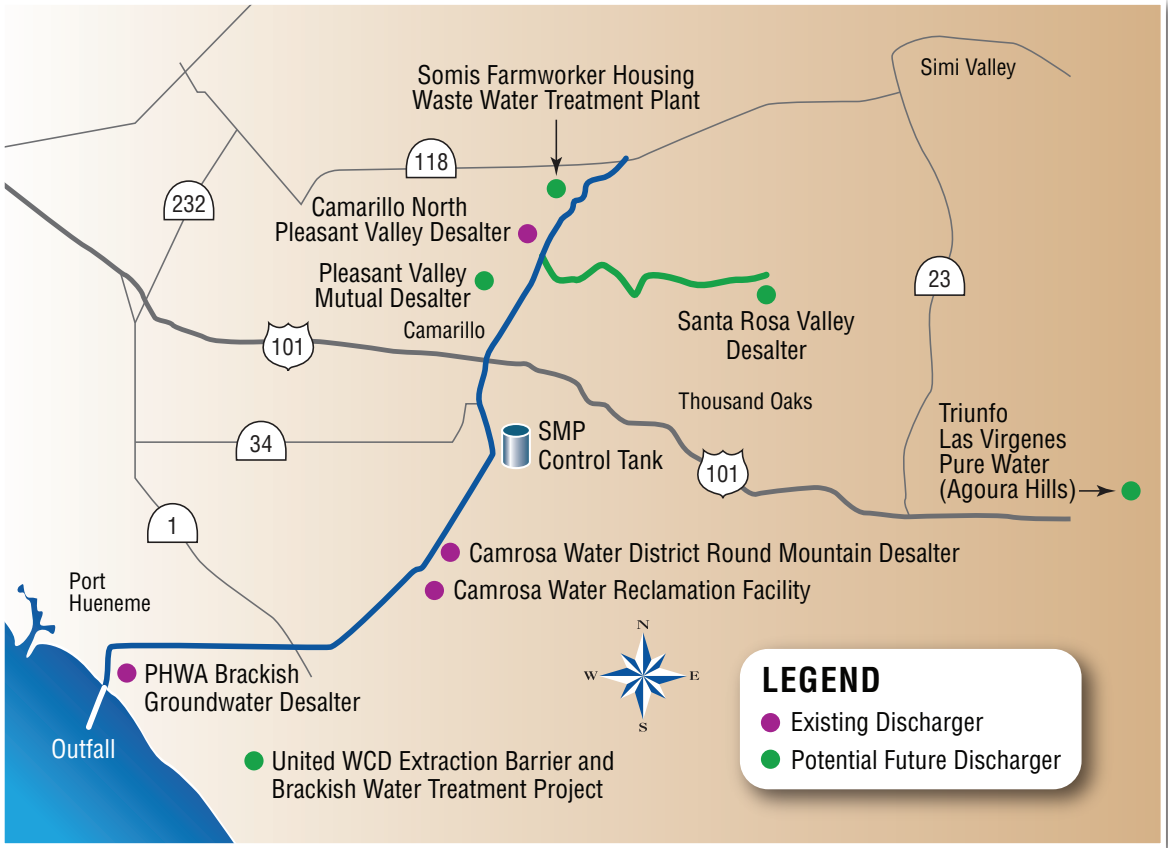 Simi Valley
Somis Farmworker Housing
Waste Water Treatment Plant
118
232
Camarillo North
Pleasant Valley Desalter
Pleasant Valley
Mutual Desalter
23
Camarillo
Santa Rosa Valley
Desalter
101
Thousand Oaks
34
SMP
Control Tank
101
Triunfo
Las Virgenes
Pure Water
(Agoura Hills)
1
Camrosa Water District Round Mountain Desalter
Camrosa Water Reclamation Facility
Port
Hueneme
N
W
E
S
PHWA Brackish
Groundwater Desalter
Outfall
United WCD Extraction Barrier and
Brackish Water Treatment Project
LEGEND
Existing Discharger
Potential Future Discharger